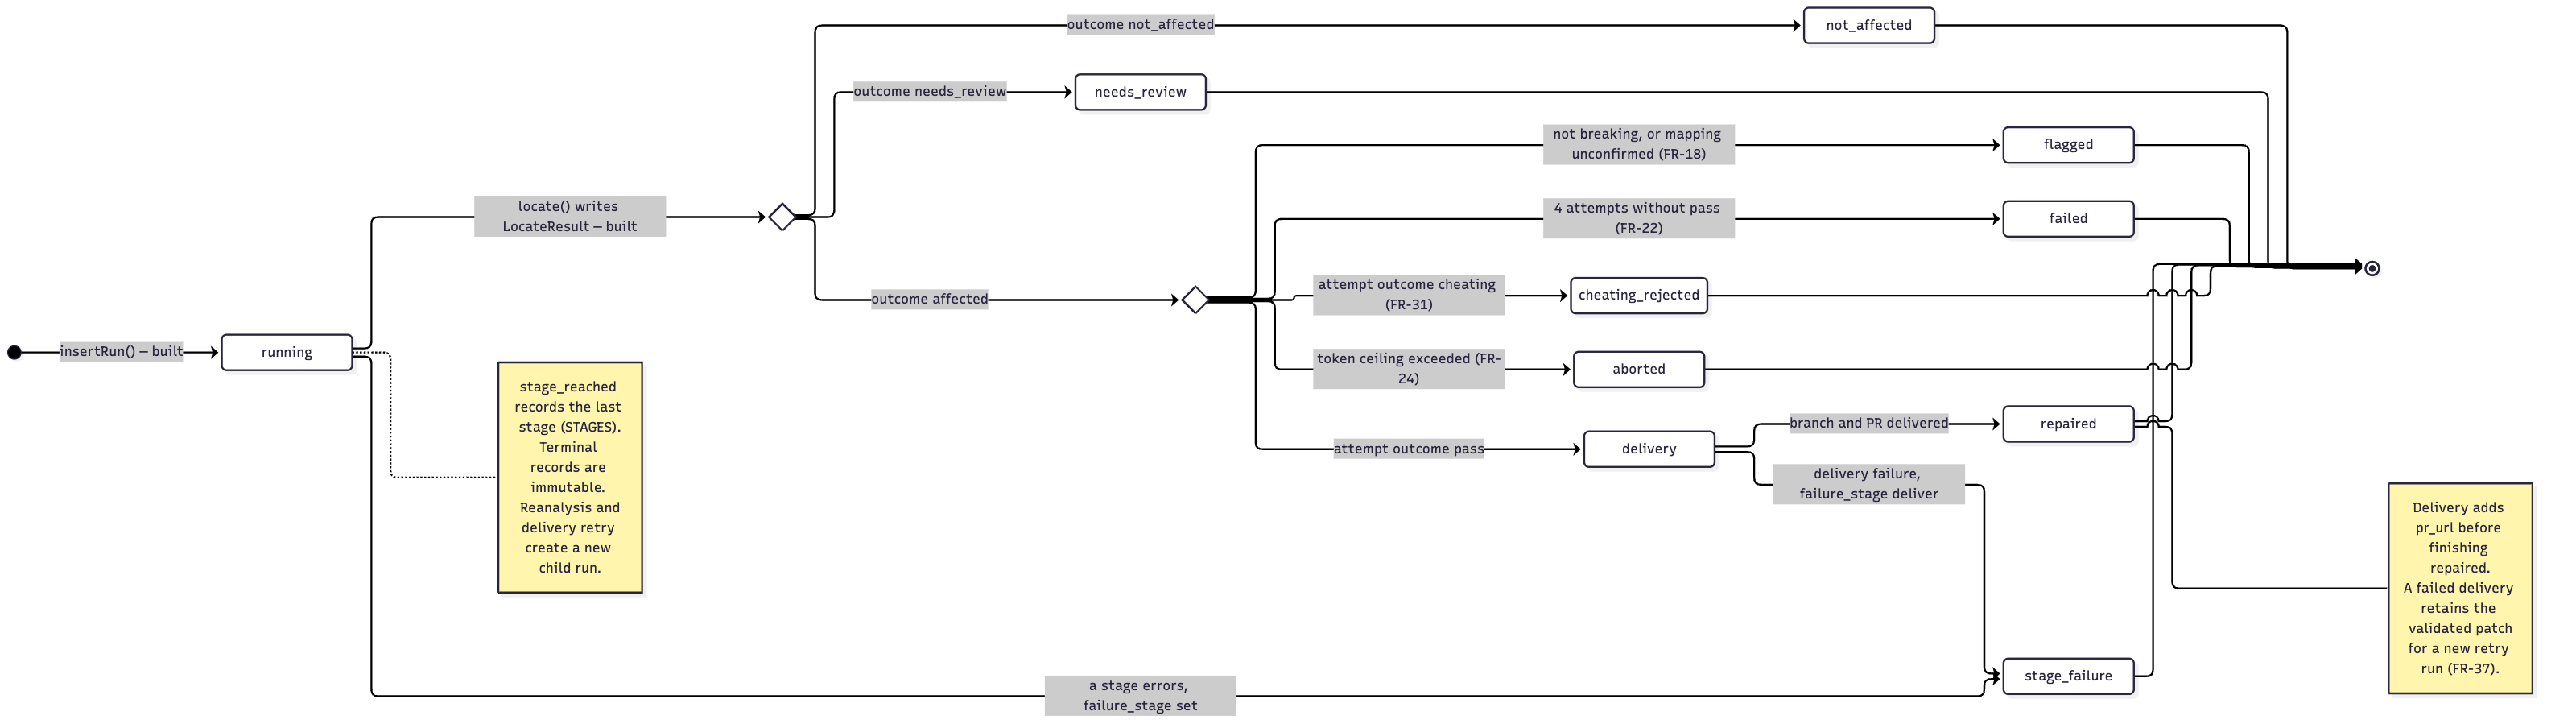 outcome not_affected
not_affected
outcome needs_review
needs_review
not breaking, or mapping
unconfirmed (FR-18)
flagged
locate() writes
LocateResult — built
4 attempts without pass
(FR-22)
failed
outcome affected
attempt outcome cheating
(FR-31)
cheating_rejected
insertRun() — built
running
token ceiling exceeded (FR-
24)
aborted
stage_reached
records the last
stage (STAGES).
Terminal
records are
immutable.
Reanalysis and
delivery retry
create a new
child run.
attempt outcome pass
delivery
branch and PR delivered
repaired
delivery failure,
failure_stage deliver
Delivery adds
pr_url before
finishing
repaired.
A failed delivery
retains the
validated patch
for a new retry
run (FR-37).
a stage errors,
failure_stage set
stage_failure